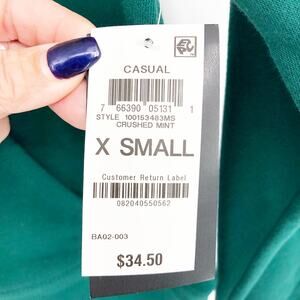 CASUAL
7 66390 05131 1
STYLE 100153483MS
CRUSHED MINT
X SMALL
Customer Return Label
082040550562
BA02-003
$34.50